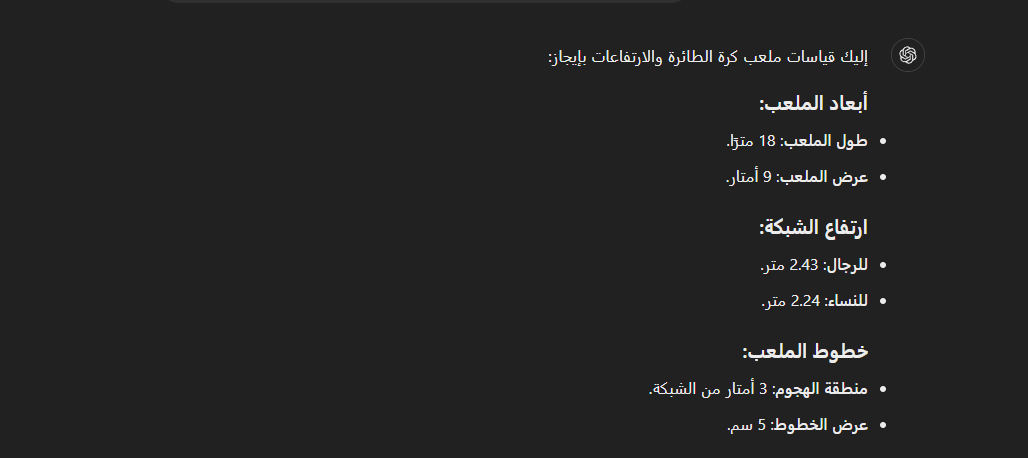 إليك قياسات ملعب كرة الطائرة والارتفاعات بإيجاز:
أبعاد الملعب:
طول الملعب: 18 مترًا.
عرض الملعب: 9 أمتار.
ارتفاع الشبكة:
للرجال: 2.43 متر.
للنساء: 2.24 متر.
خطوط الملعب:
منطقة الهجوم: 3 أمتار من الشبكة.
عرض الخطوط: 5 سم.